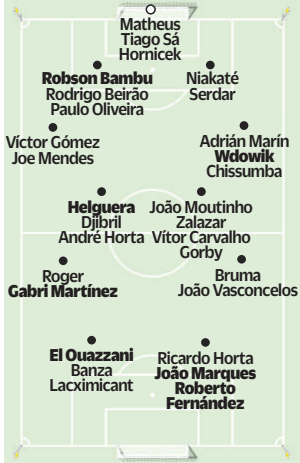 Matheus
Tiago Sá
Hornicek
Robson Bambu
Rodrigo Beirão
Paulo Oliveira
Niakaté
Serdar
Víctor Gómez
Joe Mendes
Adrián Marín
Wdowik
Chissumba
Helguera
Djibril
André Horta
João Moutinho
Zalazar
Vítor Carvalho
Gorby
Roger
Gabri Martínez
Bruma
João Vasconcelos
El Ouazzani
Banza
Lacximicant
Ricardo Horta
João Marques
Roberto
Fernández